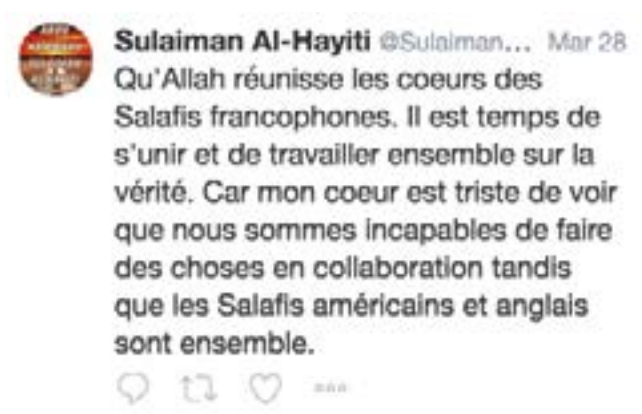 Sulaiman Al-Hayiti @Sulaiman... Mar 28
Qu'Allah réunisse les coeurs des
Salafis francophones. Il est temps de
s'unir et de travailler ensemble sur la
vérité. Car mon coeur est triste de voir
que nous sommes incapables de faire
des choses en collaboration tandis
que les Salafis américains et anglais
sont ensemble.